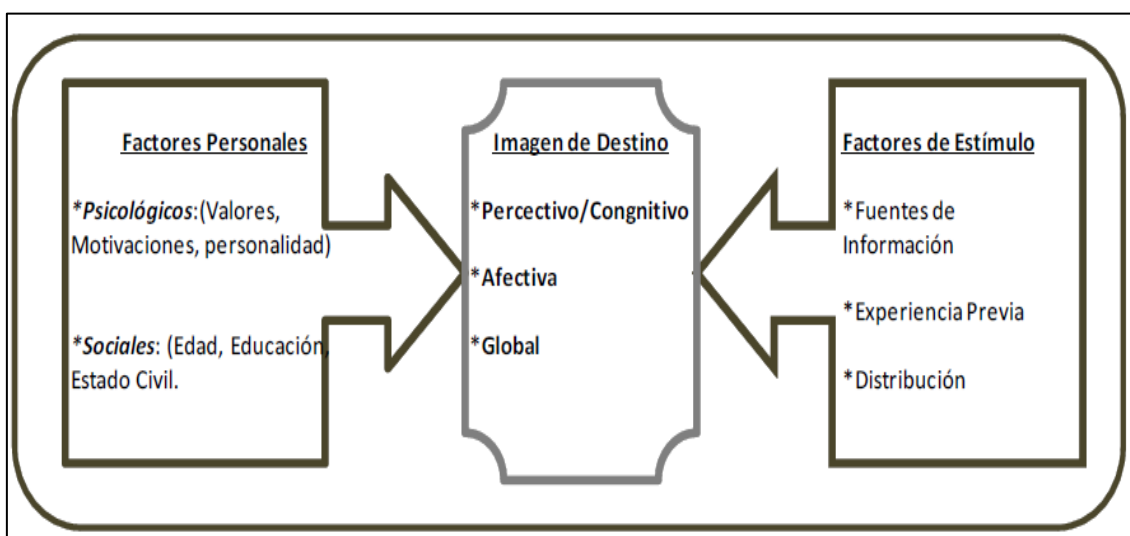 Factores Personales
*Psicológicos:(Valores,
Motivaciones, personalidad)
*Sociales: (Edad, Educación,
Estado Civil.
Imagen de Destino
*Percectivo/Congnitivo
*Afectiva
*Global
Factores de Estímulo
*Fuentes de
Información
*Experiencia Previa
*Distribución